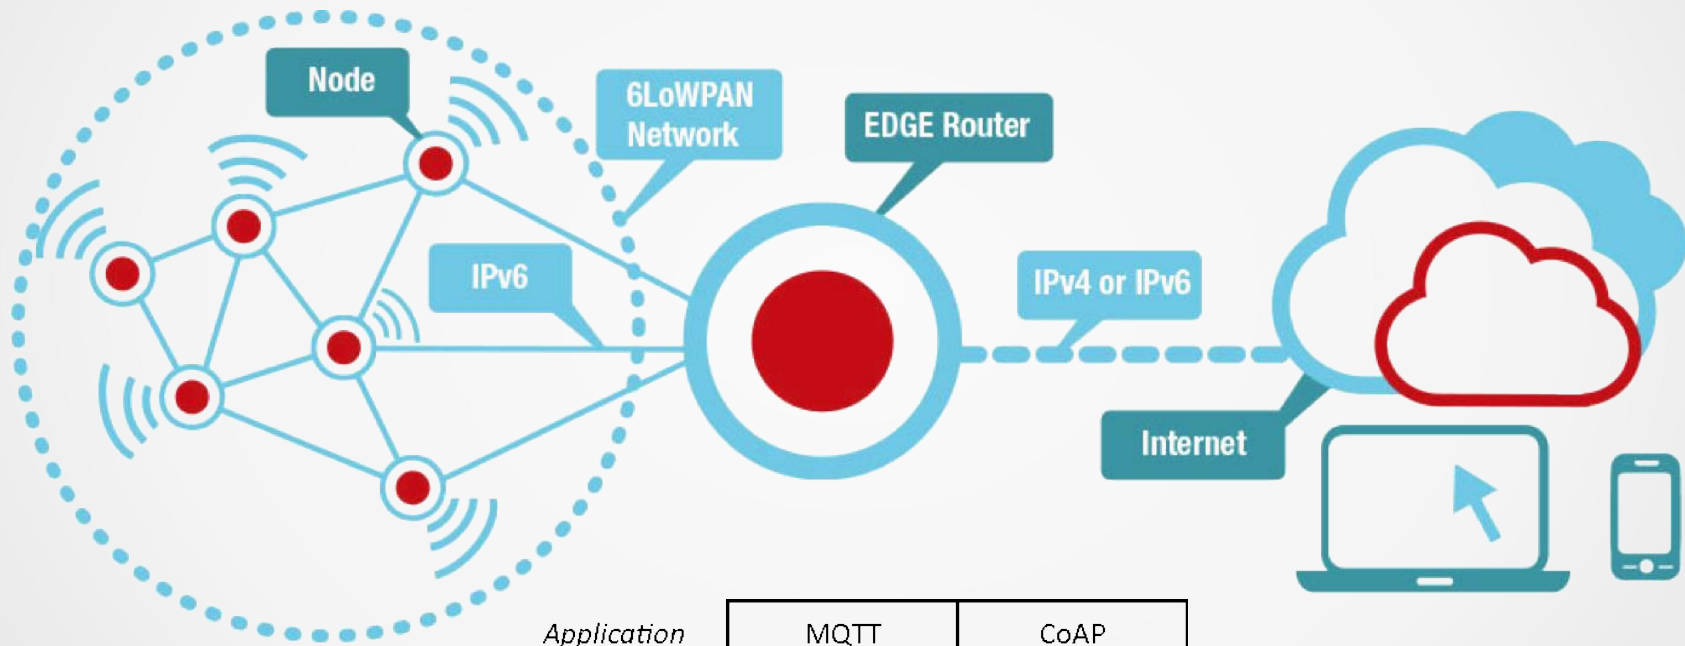 Node
6LoWPAN
Network
EDGE Router
IPv6
IPv4 or IPv6
Internet
Application MQTT CoAP